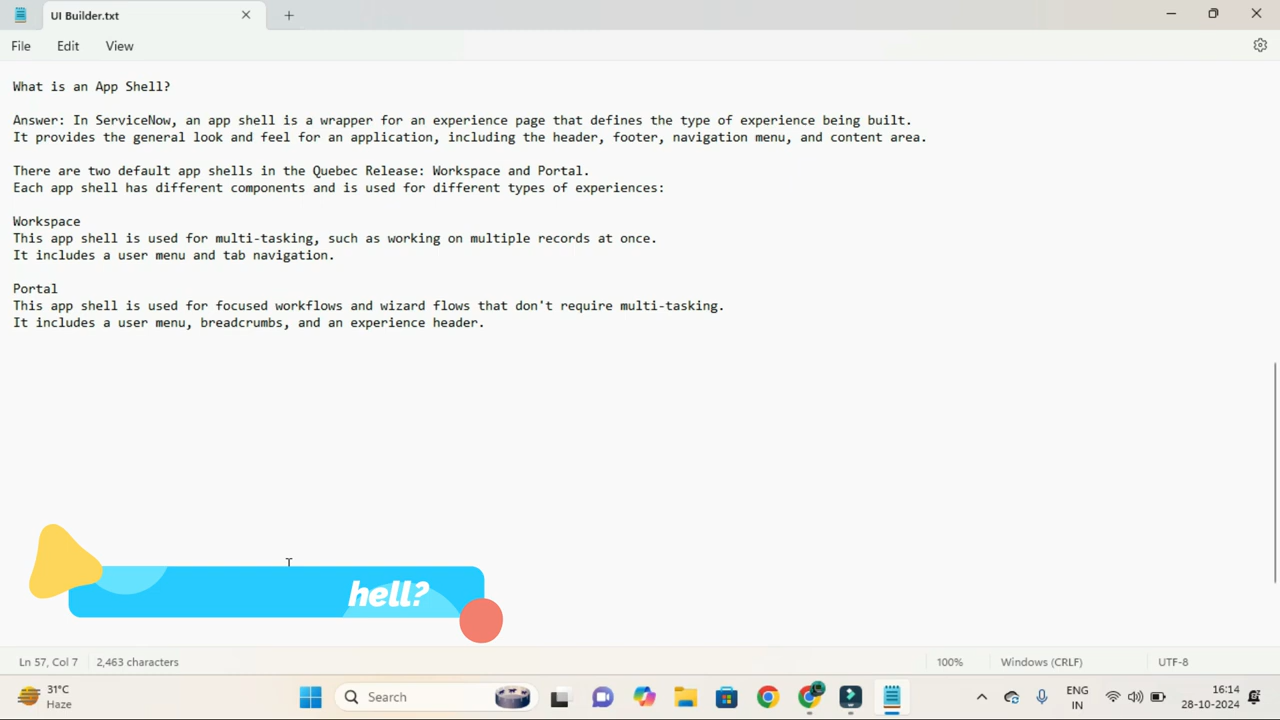 UI Builder.txt
File Edit View
What is an App Shell?
Answer: In ServiceNow, an app shell is a wrapper for an experience page that defines the type of experience being built.
It provides the general look and feel for an application, including the header, footer, navigation menu, and content area.
There are two default app shells in the Quebec Release: Workspace and Portal.
Each app shell has different components and is used for different types of experiences:
Workspace
This app shell is used for multi-tasking, such as working on multiple records at once.
It includes a user menu and tab navigation.
Portal
This app shell is used for focused workflows and wizard flows that don't require multi-tasking.
It includes a user menu, breadcrumbs, and an experience header.
hell?
Ln 57, Col 7 2,463 characters 100% Windows (CRLF) UTF-8
31°C
Haze
Search
ENG
IN
16:14
28-10-2024